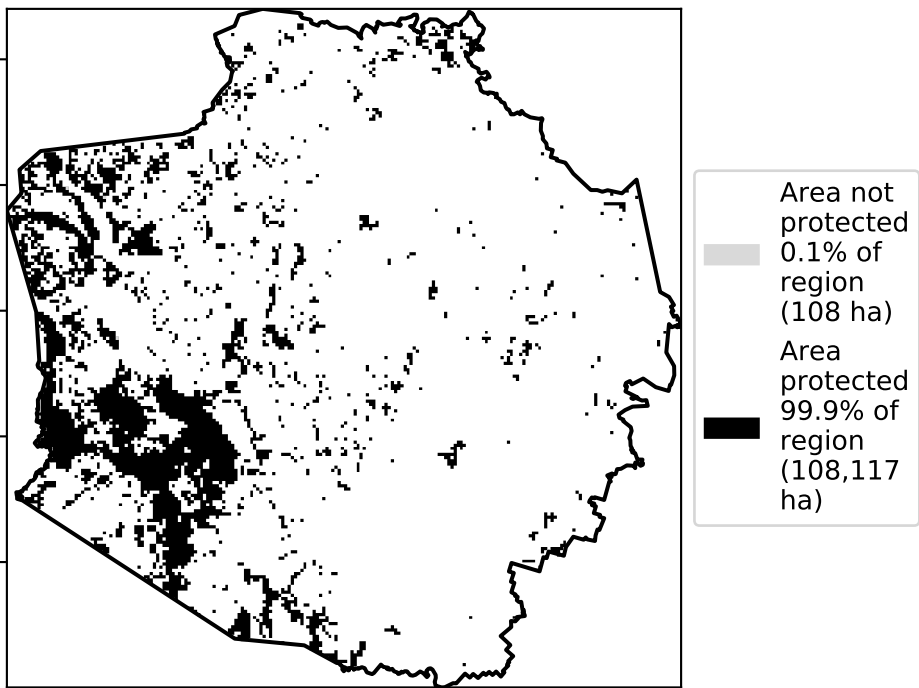 Area not
protected
0.1% of
region
(108 ha)
Area
protected
99.9% of
region
(108,117
ha)